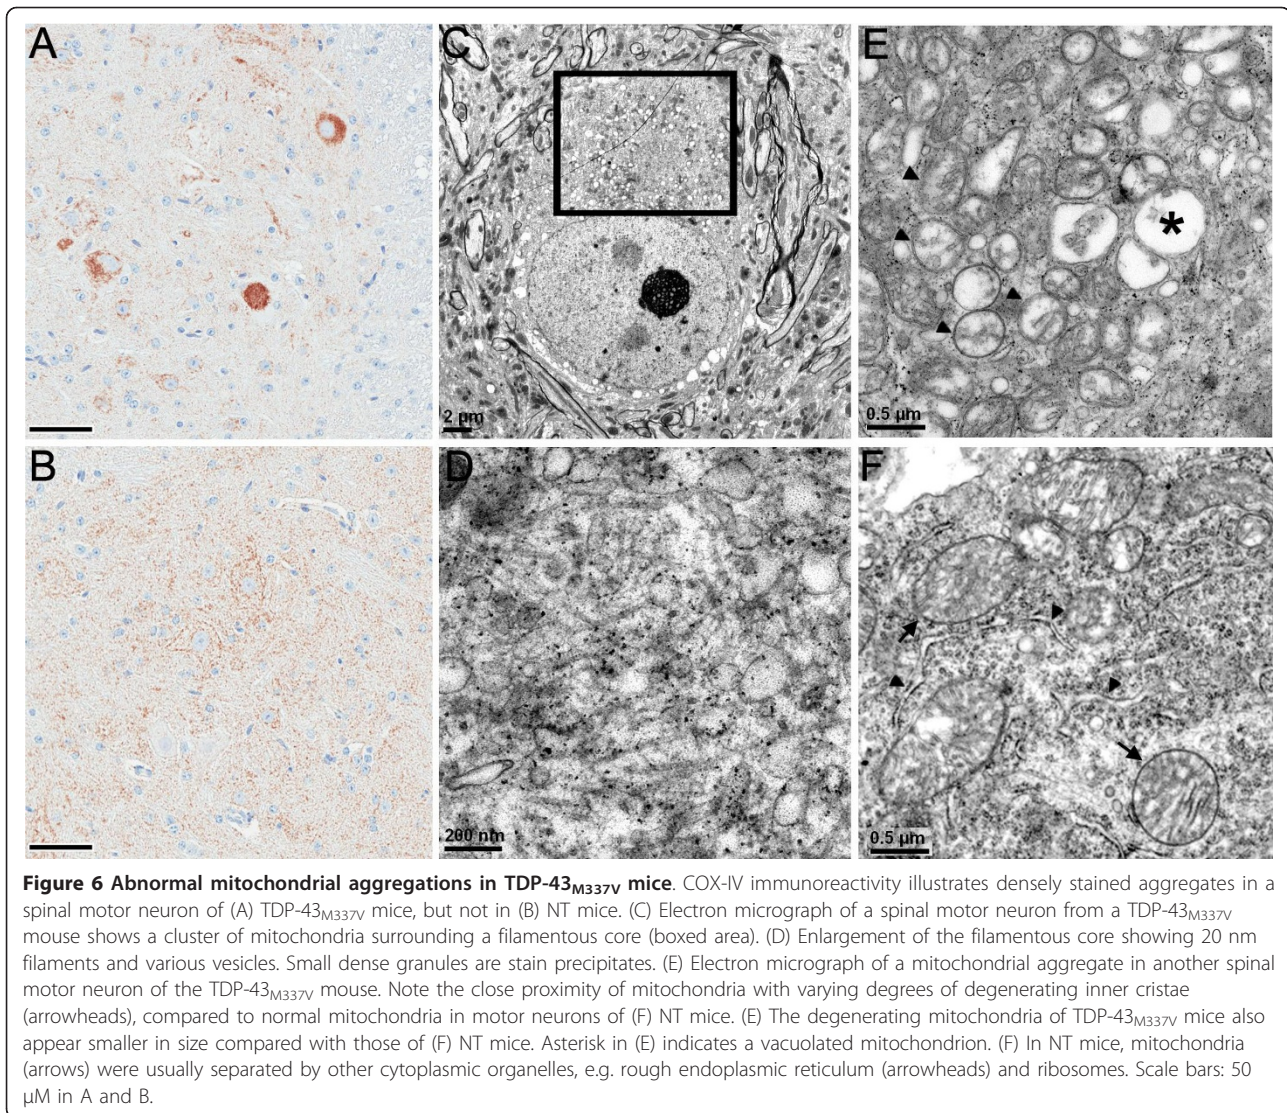 A
C
E
*
2 µm
0.5 µm
B
D
F
200 nm
0.5 µm
Figure 6 Abnormal mitochondrial aggregations in TDP-43M337V mice. COX-IV immunoreactivity illustrates densely stained aggregates in a
spinal motor neuron of (A) TDP-43M337V mice, but not in (B) NT mice. (C) Electron micrograph of a spinal motor neuron from a TDP-43M337V
mouse shows a cluster of mitochondria surrounding a filamentous core (boxed area). (D) Enlargement of the filamentous core showing 20 nm
filaments and various vesicles. Small dense granules are stain precipitates. (E) Electron micrograph of a mitochondrial aggregate in another spinal
motor neuron of the TDP-43M337V mouse. Note the close proximity of mitochondria with varying degrees of degenerating inner cristae
(arrowheads), compared to normal mitochondria in motor neurons of (F) NT mice. (E) The degenerating mitochondria of TDP-43M337V mice also
appear smaller in size compared with those of (F) NT mice. Asterisk in (E) indicates a vacuolated mitochondrion. (F) In NT mice, mitochondria
(arrows) were usually separated by other cytoplasmic organelles, e.g. rough endoplasmic reticulum (arrowheads) and ribosomes. Scale bars: 50
µM in A and B.